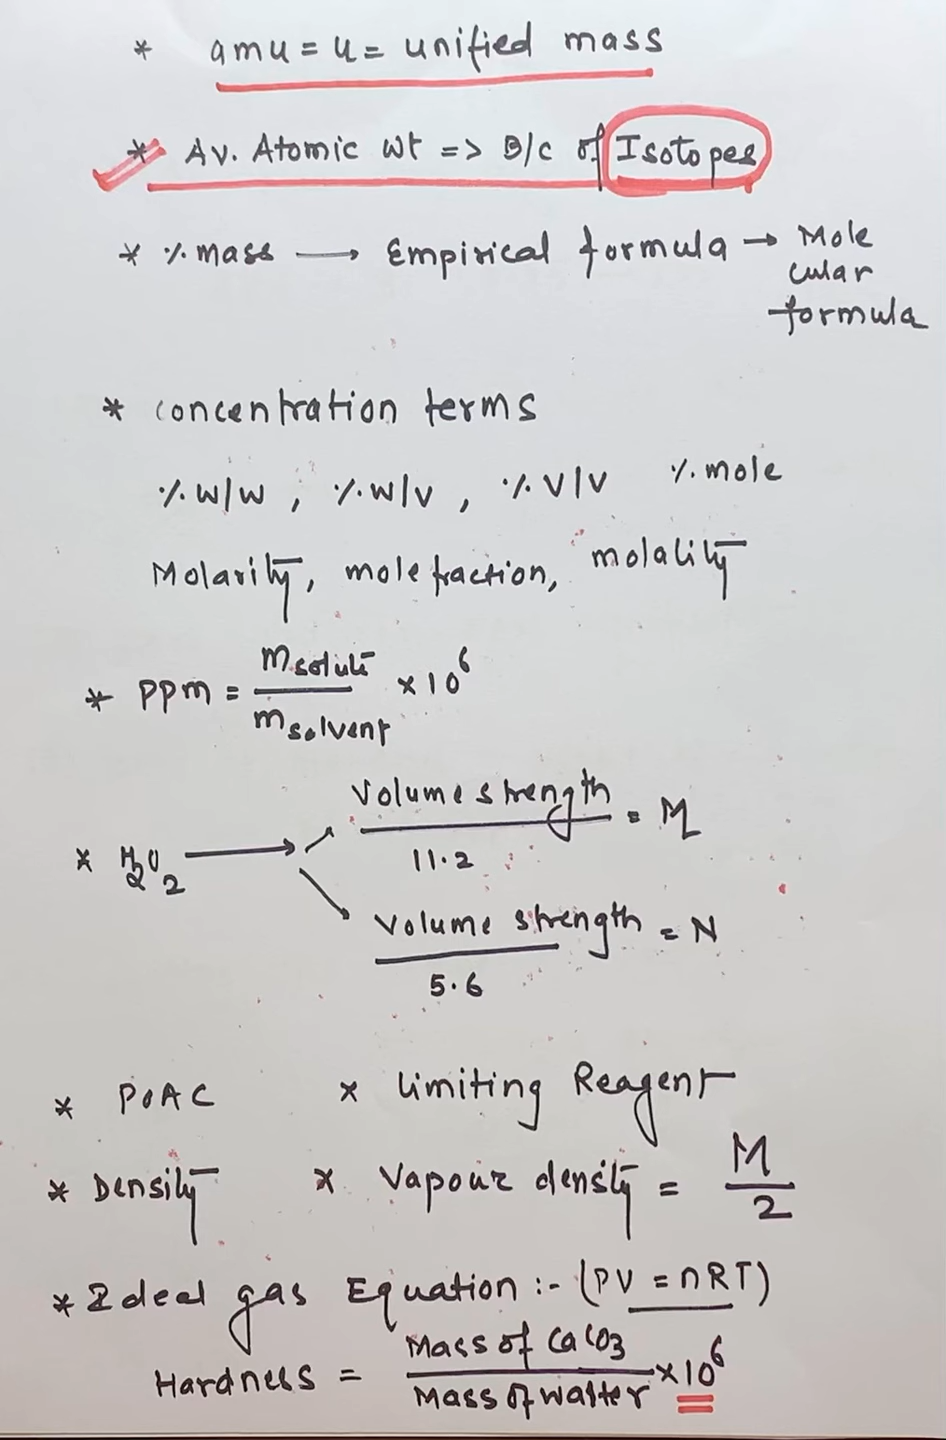 * amu = u = unified mass
* Av. Atomic wt => B/c of Isotopes
* % mass → Empirical formula → Mole
cular
formula
* concentration terms
% w/w , % w/v , % v/v % mole
Molarity, mole fraction, molality
* PPm = m solute / m solvent × 10⁶
* H₂O₂ → Volume strength / 11.2 = M
Volume strength / 5.6 = N
* POAC * limiting Reagent
* Density * Vapour density = M / 2
* Ideal gas Equation :- (PV = nRT)
Hardness = Mass of CaCO3 / Mass of watter × 10⁶